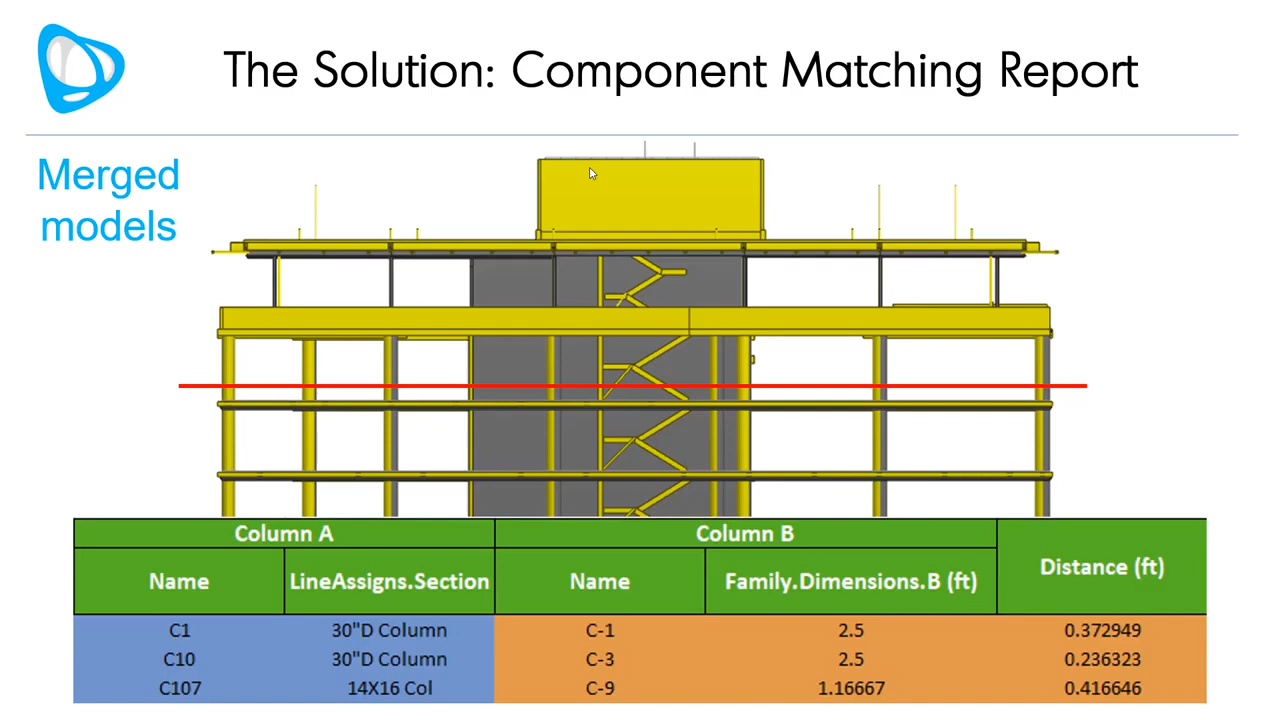 The Solution: Component Matching Report
Merged
models
Column A Column B Distance (ft)
Name LineAssigns.Section Name Family.Dimensions.B (ft)
C1 30"D Column C-1 2.5 0.372949
C10 30"D Column C-3 2.5 0.236323
C107 14X16 Col C-9 1.16667 0.416646